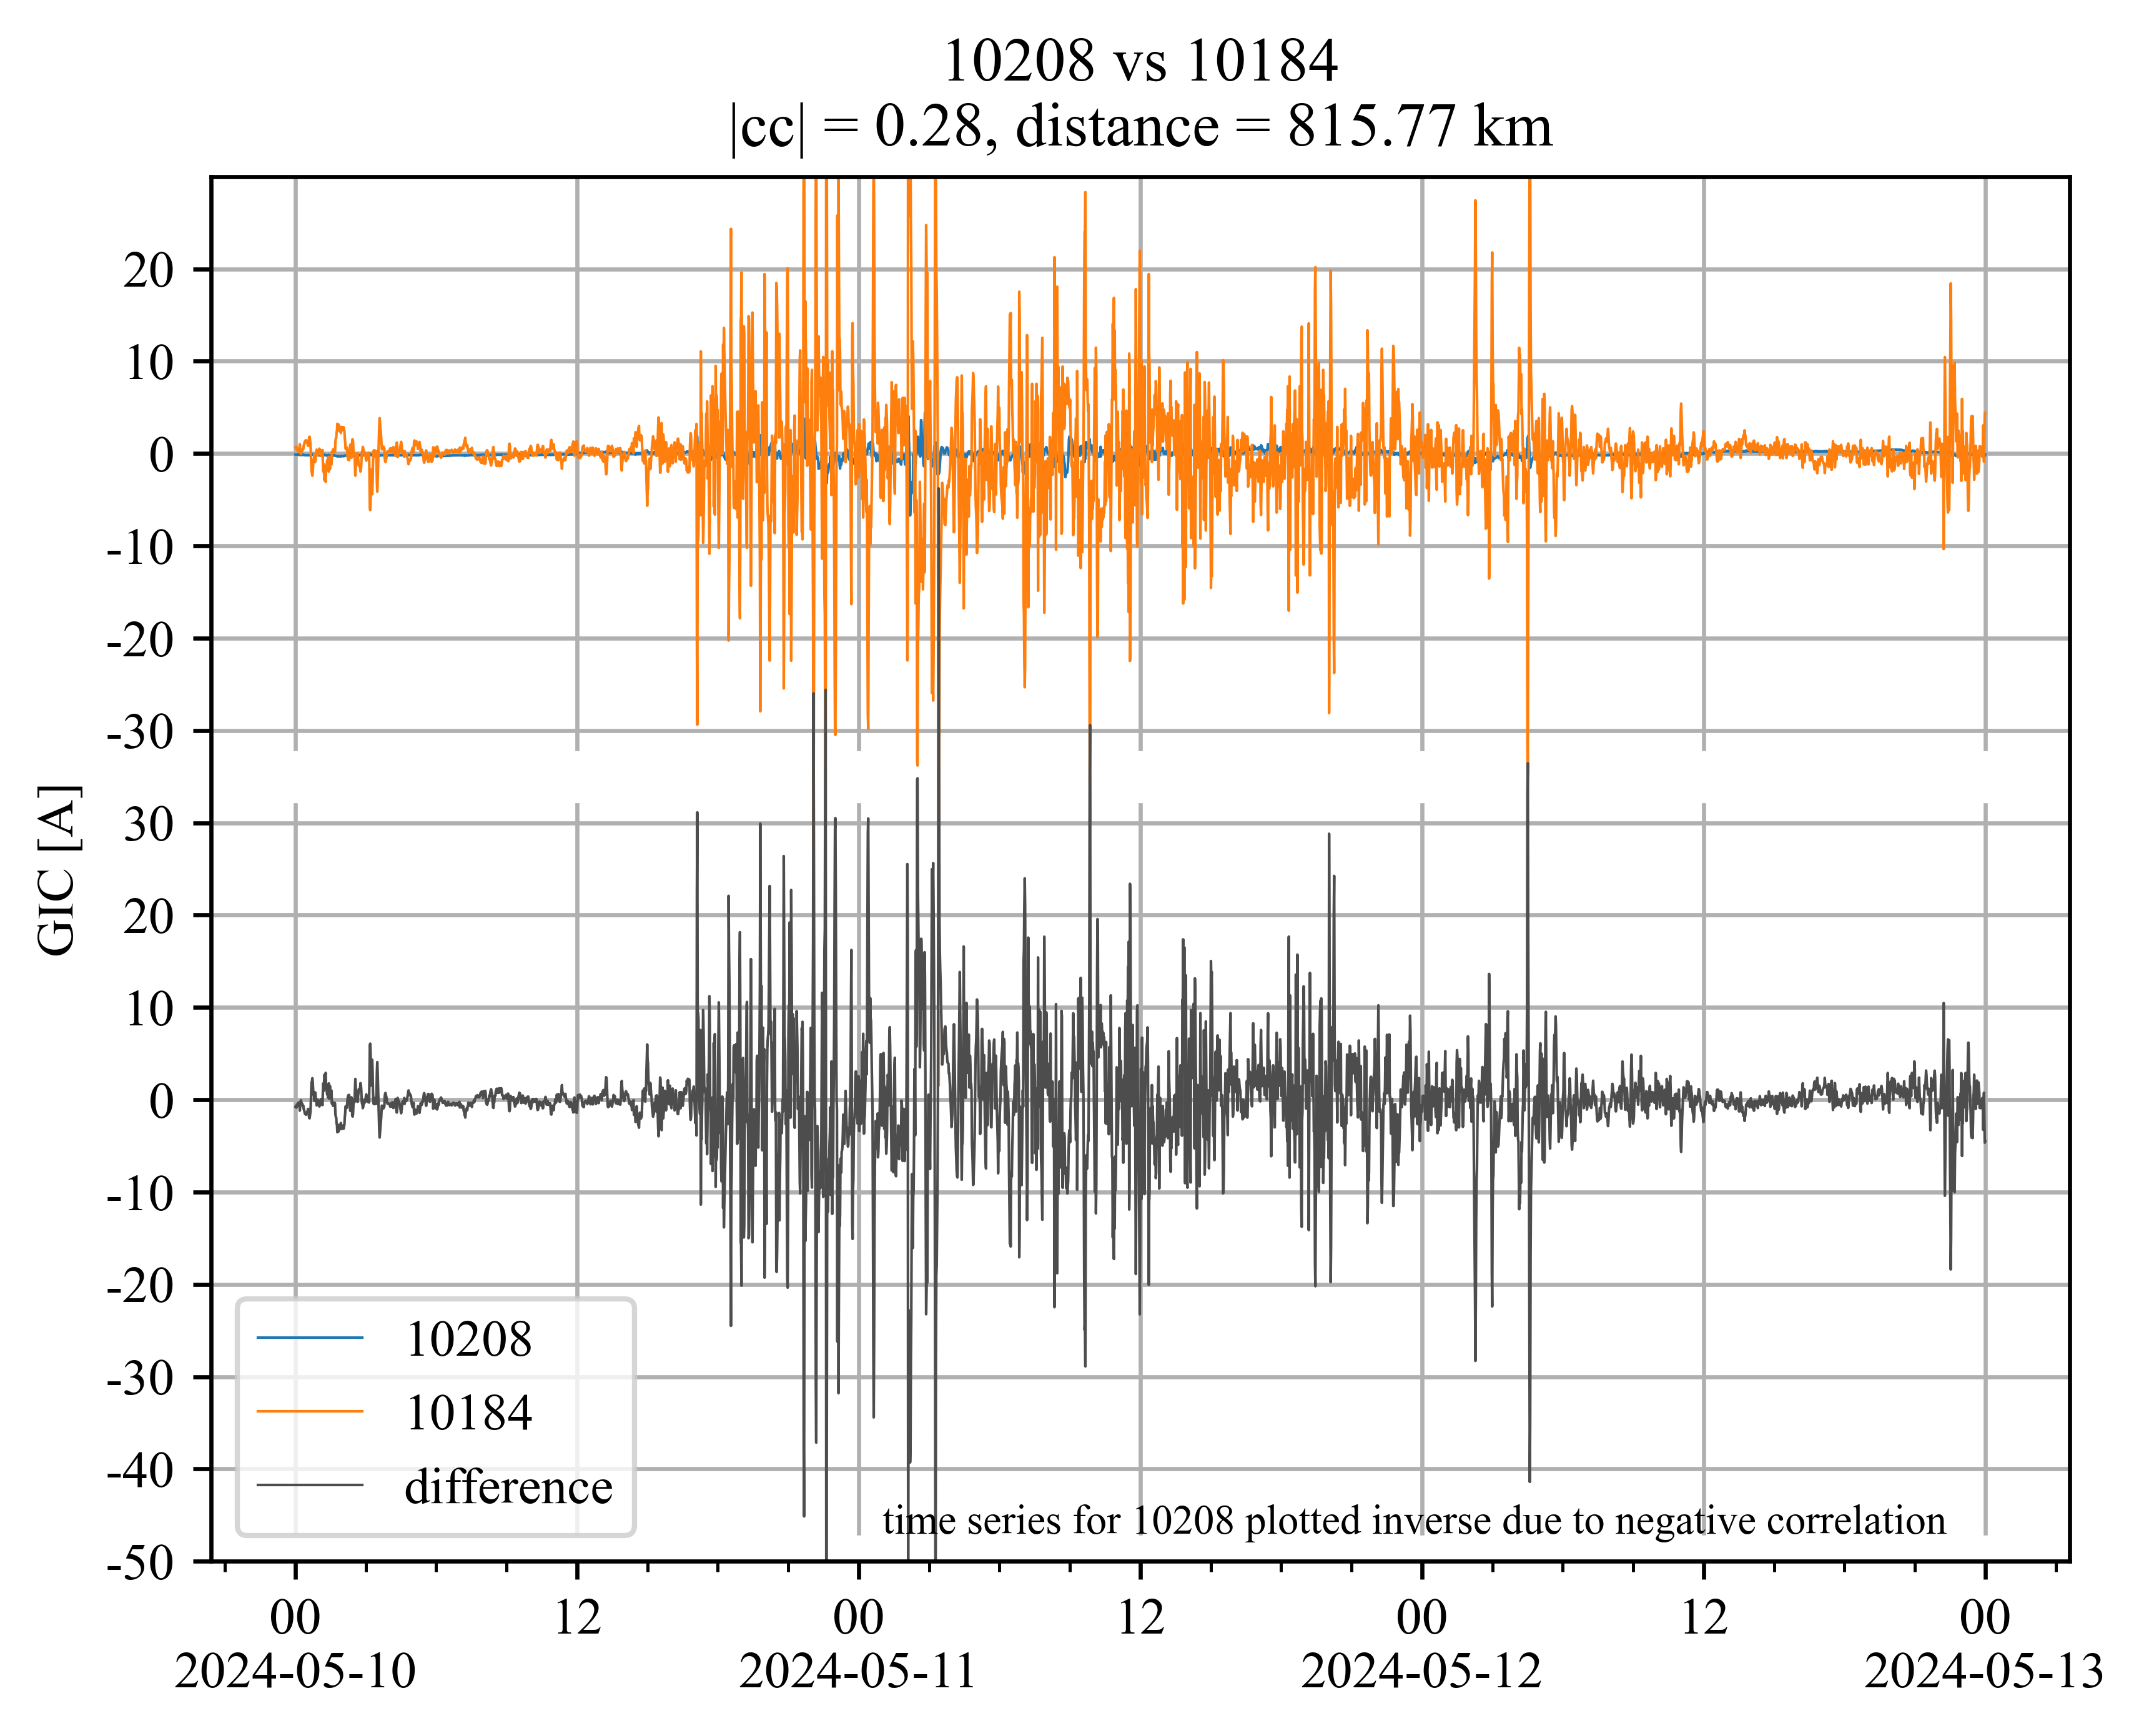 10208 vs 10184
|cc| = 0.28, distance = 815.77 km
20
10
0
-10
-20
-30
30
20
10
0
-10
-20
-30
-40
-50
GIC [A]
10208
10184
difference
time series for 10208 plotted inverse due to negative correlation
00 12 00 12 00 12 00
2024-05-10 2024-05-11 2024-05-12 2024-05-13